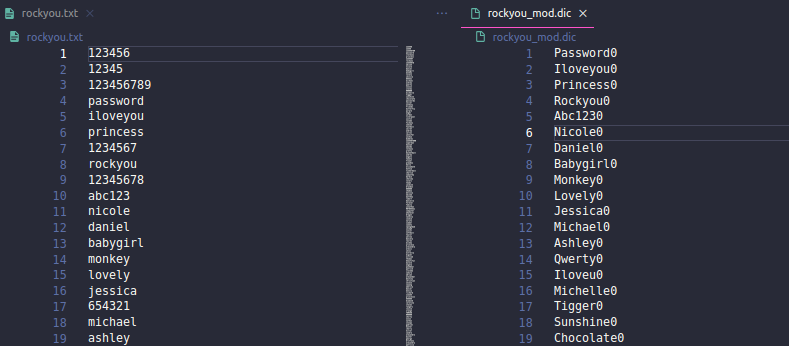 rockyou.txt
rockyou.txt
1 123456
2 12345
3 123456789
4 password
5 iloveyou
6 princess
7 1234567
8 rockyou
9 12345678
10 abc123
11 nicole
12 daniel
13 babygirl
14 monkey
15 lovely
16 jessica
17 654321
18 michael
19 ashley
rockyou_mod.dic
rockyou_mod.dic
1 Password0
2 Iloveyou0
3 Princess0
4 Rockyou0
5 Abc1230
6 Nicole0
7 Daniel0
8 Babygirl0
9 Monkey0
10 Lovely0
11 Jessica0
12 Michael0
13 Ashley0
14 Qwerty0
15 Iloveu0
16 Michelle0
17 Tigger0
18 Sunshine0
19 Chocolate0